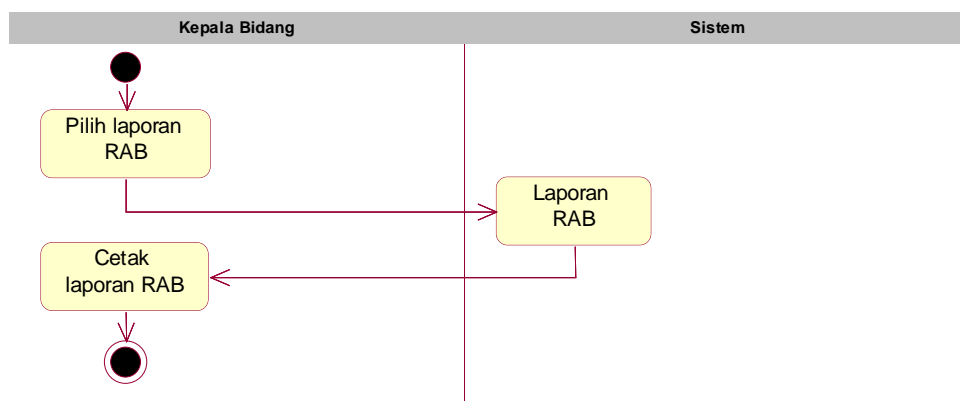 Kepala Bidang
Sistem
Pilih laporan
RAB
Laporan
RAB
Cetak
laporan RAB